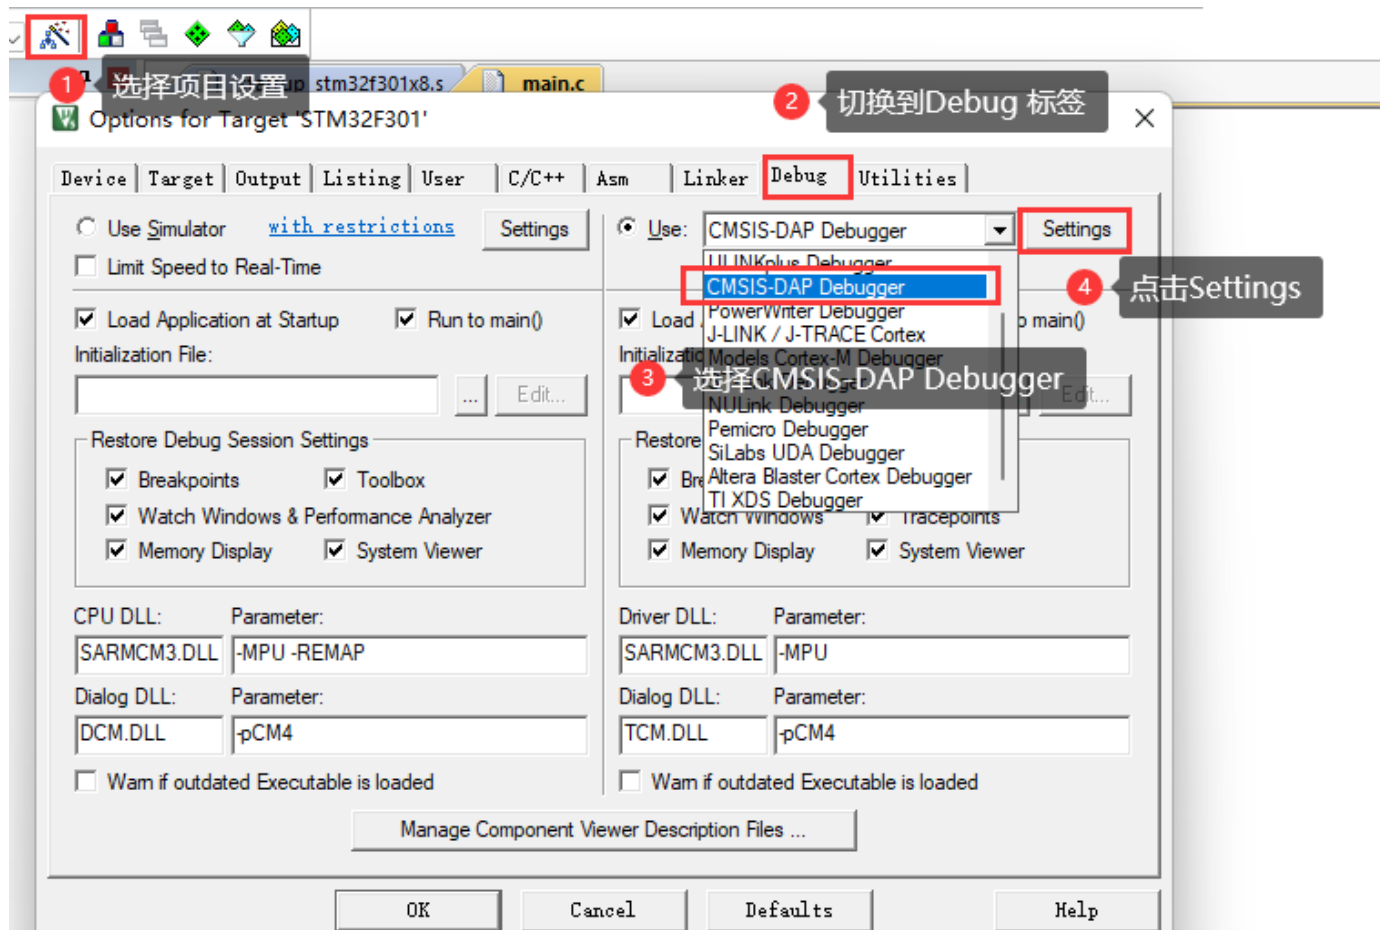 1 选择项目设置
up_stm32f301x8.s
main.c
2 切换到Debug 标签
Options for Target 'STM32F301'
Device Target Output Listing User C/C++ Asm Linker Debug Utilities
Use Simulator with restrictions Settings
Use: CMSIS-DAP Debugger Settings
Limit Speed to Real-Time
ULINKplus Debugger
CMSIS-DAP Debugger
4 点击Settings
PowerWriter Debugger
J-LINK / J-TRACE Cortex
Models Cortex-M Debugger
3 选择CMSIS-DAP Debugger
NULink Debugger
Pemicro Debugger
SiLabs UDA Debugger
Altera Blaster Cortex Debugger
TI XDS Debugger
Load Application at Startup Run to main()
Load o main()
Initialization File:
Initializatio
... Edit...
Edit...
Restore Debug Session Settings
Restore
Breakpoints Toolbox
Bre
Watch Windows & Performance Analyzer
Watch Windows Tracepoints
Memory Display System Viewer
Memory Display System Viewer
CPU DLL: Parameter:
Driver DLL: Parameter:
SARMCM3.DLL -MPU -REMAP
SARMCM3.DLL -MPU
Dialog DLL: Parameter:
Dialog DLL: Parameter:
DCM.DLL -pCM4
TCM.DLL -pCM4
Warn if outdated Executable is loaded
Warn if outdated Executable is loaded
Manage Component Viewer Description Files ...
OK Cancel Defaults Help